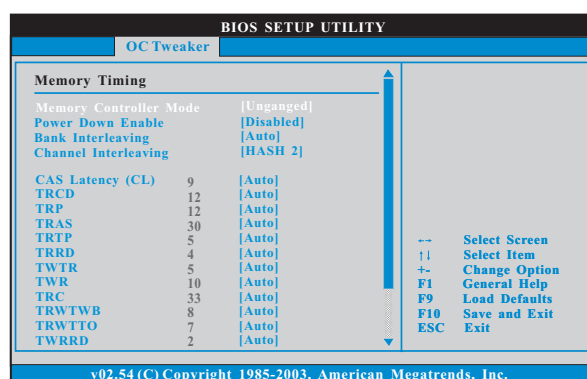 BIOS SETUP UTILITY
OC Tweaker
Memory Timing
Memory Controller Mode [Unganged]
Power Down Enable [Disabled]
Bank Interleaving [Auto]
Channel Interleaving [HASH 2]
CAS Latency (CL) 9 [Auto]
TRCD 12 [Auto]
TRP 12 [Auto]
TRAS 30 [Auto]
TRTP 5 [Auto]
TRRD 4 [Auto]
TWTR 5 [Auto]
TWR 10 [Auto]
TRC 33 [Auto]
TRWTWB 8 [Auto]
TRWTTO 7 [Auto]
TWRRD 2 [Auto]
←→ Select Screen
↑↓ Select Item
+- Change Option
F1 General Help
F9 Load Defaults
F10 Save and Exit
ESC Exit
v02.54 (C) Copyright 1985-2003, American Megatrends, Inc.